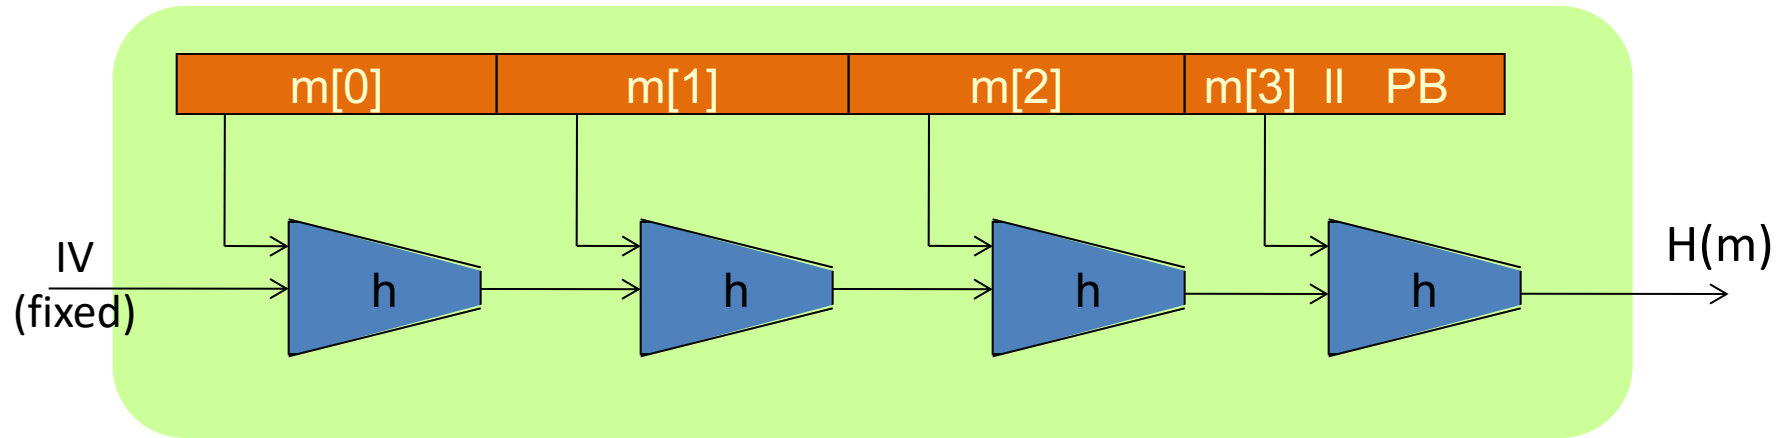 m[0] m[1] m[2] m[3] ll PB
IV
(fixed)
h h h h
H(m)